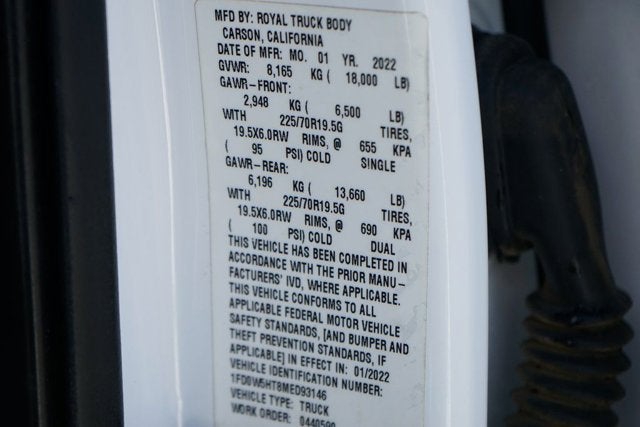 MFD BY: ROYAL TRUCK BODY
CARSON, CALIFORNIA
DATE OF MFR: MO. 01 YR. 2022
GVWR: 8,165 KG ( 18,000 LB)
GAWR-FRONT:
2,948 KG ( 6,500 LB)
WITH 225/70R19.5G TIRES,
19.5X6.0RW RIMS, @ 655 KPA
( 95 PSI) COLD SINGLE
GAWR-REAR:
6,196 KG ( 13,660 LB)
WITH 225/70R19.5G TIRES,
19.5X6.0RW RIMS, @ 690 KPA
( 100 PSI) COLD DUAL
THIS VEHICLE HAS BEEN COMPLETED IN
ACCORDANCE WITH THE PRIOR MANU-
FACTURERS' IVD, WHERE APPLICABLE.
THIS VEHICLE CONFORMS TO ALL
APPLICABLE FEDERAL MOTOR VEHICLE
SAFETY STANDARDS, [AND BUMPER AND
THEFT PREVENTION STANDARDS, IF
APPLICABLE] IN EFFECT IN: 01/2022
VEHICLE IDENTIFICATION NUMBER:
1FD0W5HT8MED93146
VEHICLE TYPE: TRUCK
WORK ORDER: